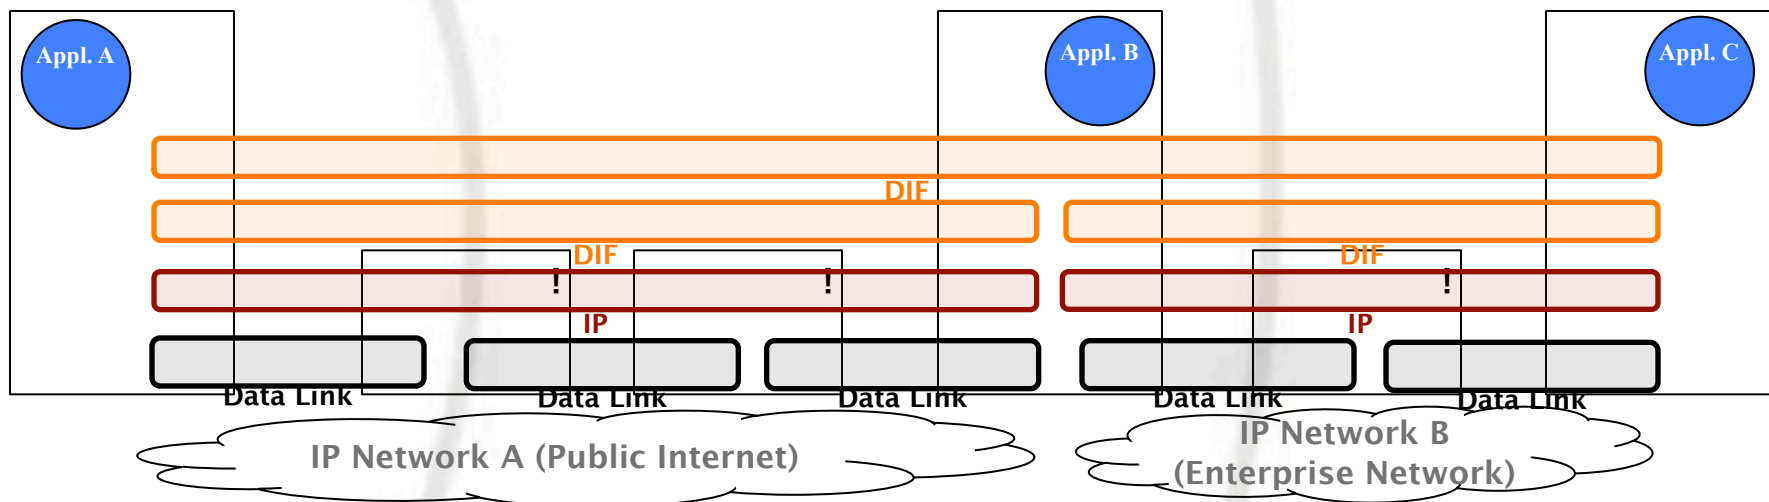 Appl. A
Appl. B
Appl. C
DIF
DIF
DIF
!
!
!
IP
IP
Data Link
Data Link
Data Link
Data Link
Data Link
IP Network A (Public Internet)
IP Network B
(Enterprise Network)